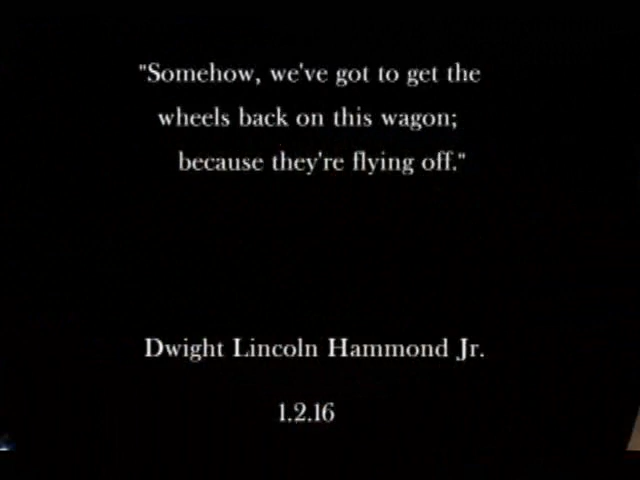 "Somehow, we've got to get the
wheels back on this wagon;
because they're flying off."
Dwight Lincoln Hammond Jr.
1.2.16